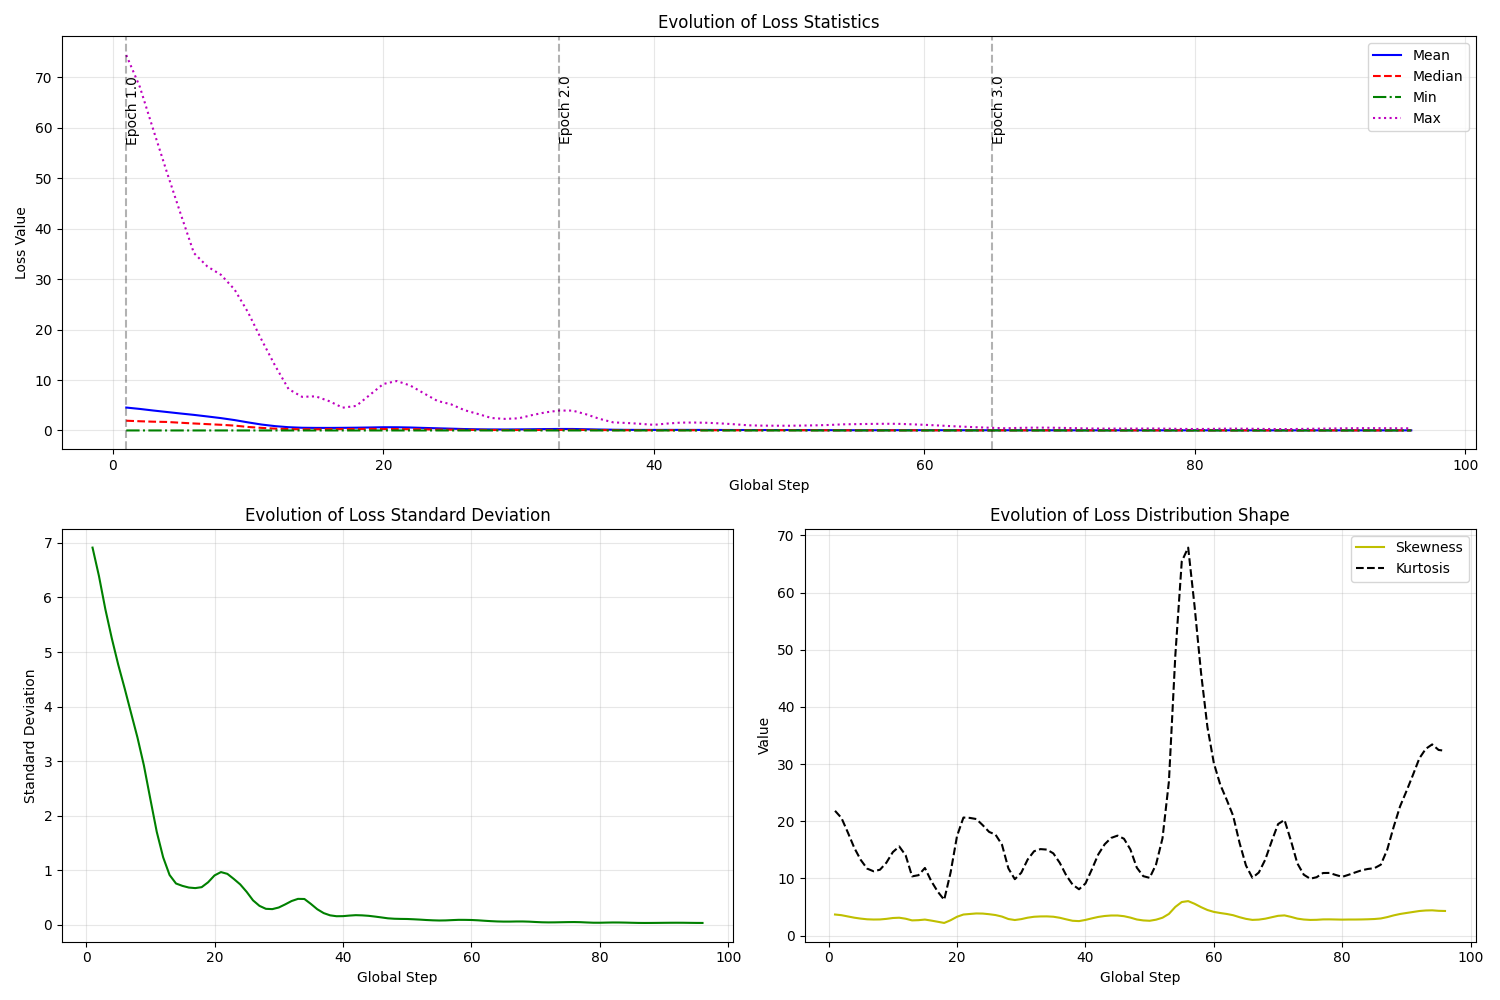 Evolution of Loss Statistics
Loss Value
70
60
50
40
30
20
10
0
Epoch 1.0
Epoch 2.0
Epoch 3.0
Mean
Median
Min
Max
0
20
40
60
80
100
Global Step
Evolution of Loss Standard Deviation
Standard Deviation
7
6
5
4
3
2
1
0
0
20
40
60
80
100
Global Step
Evolution of Loss Distribution Shape
Value
70
60
50
40
30
20
10
0
Skewness
Kurtosis
0
20
40
60
80
100
Global Step